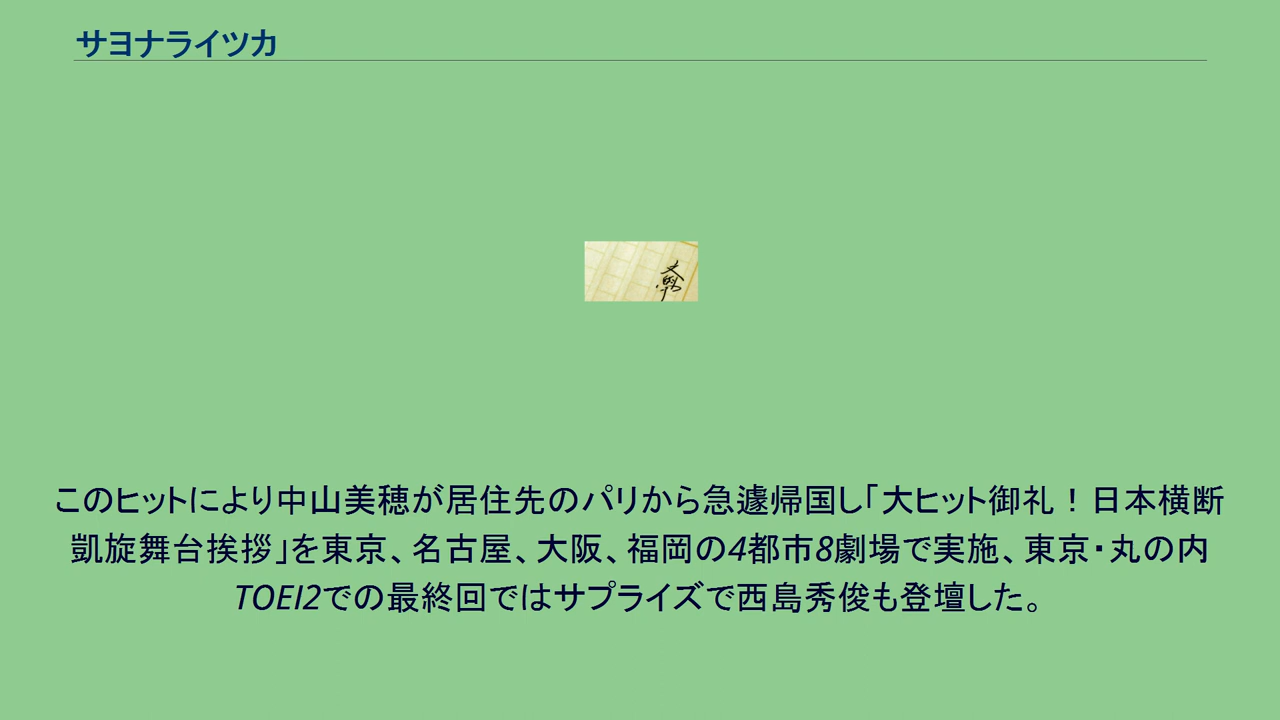 サヨナライツカ
このヒットにより中山美穂が居住先のパリから急遽帰国し｢大ヒット御礼！日本横断
凱旋舞台挨拶｣を東京、名古屋、大阪、福岡の4都市8劇場で実施、東京･丸の内
TOEI2での最終回ではサプライズで西島秀俊も登壇した。